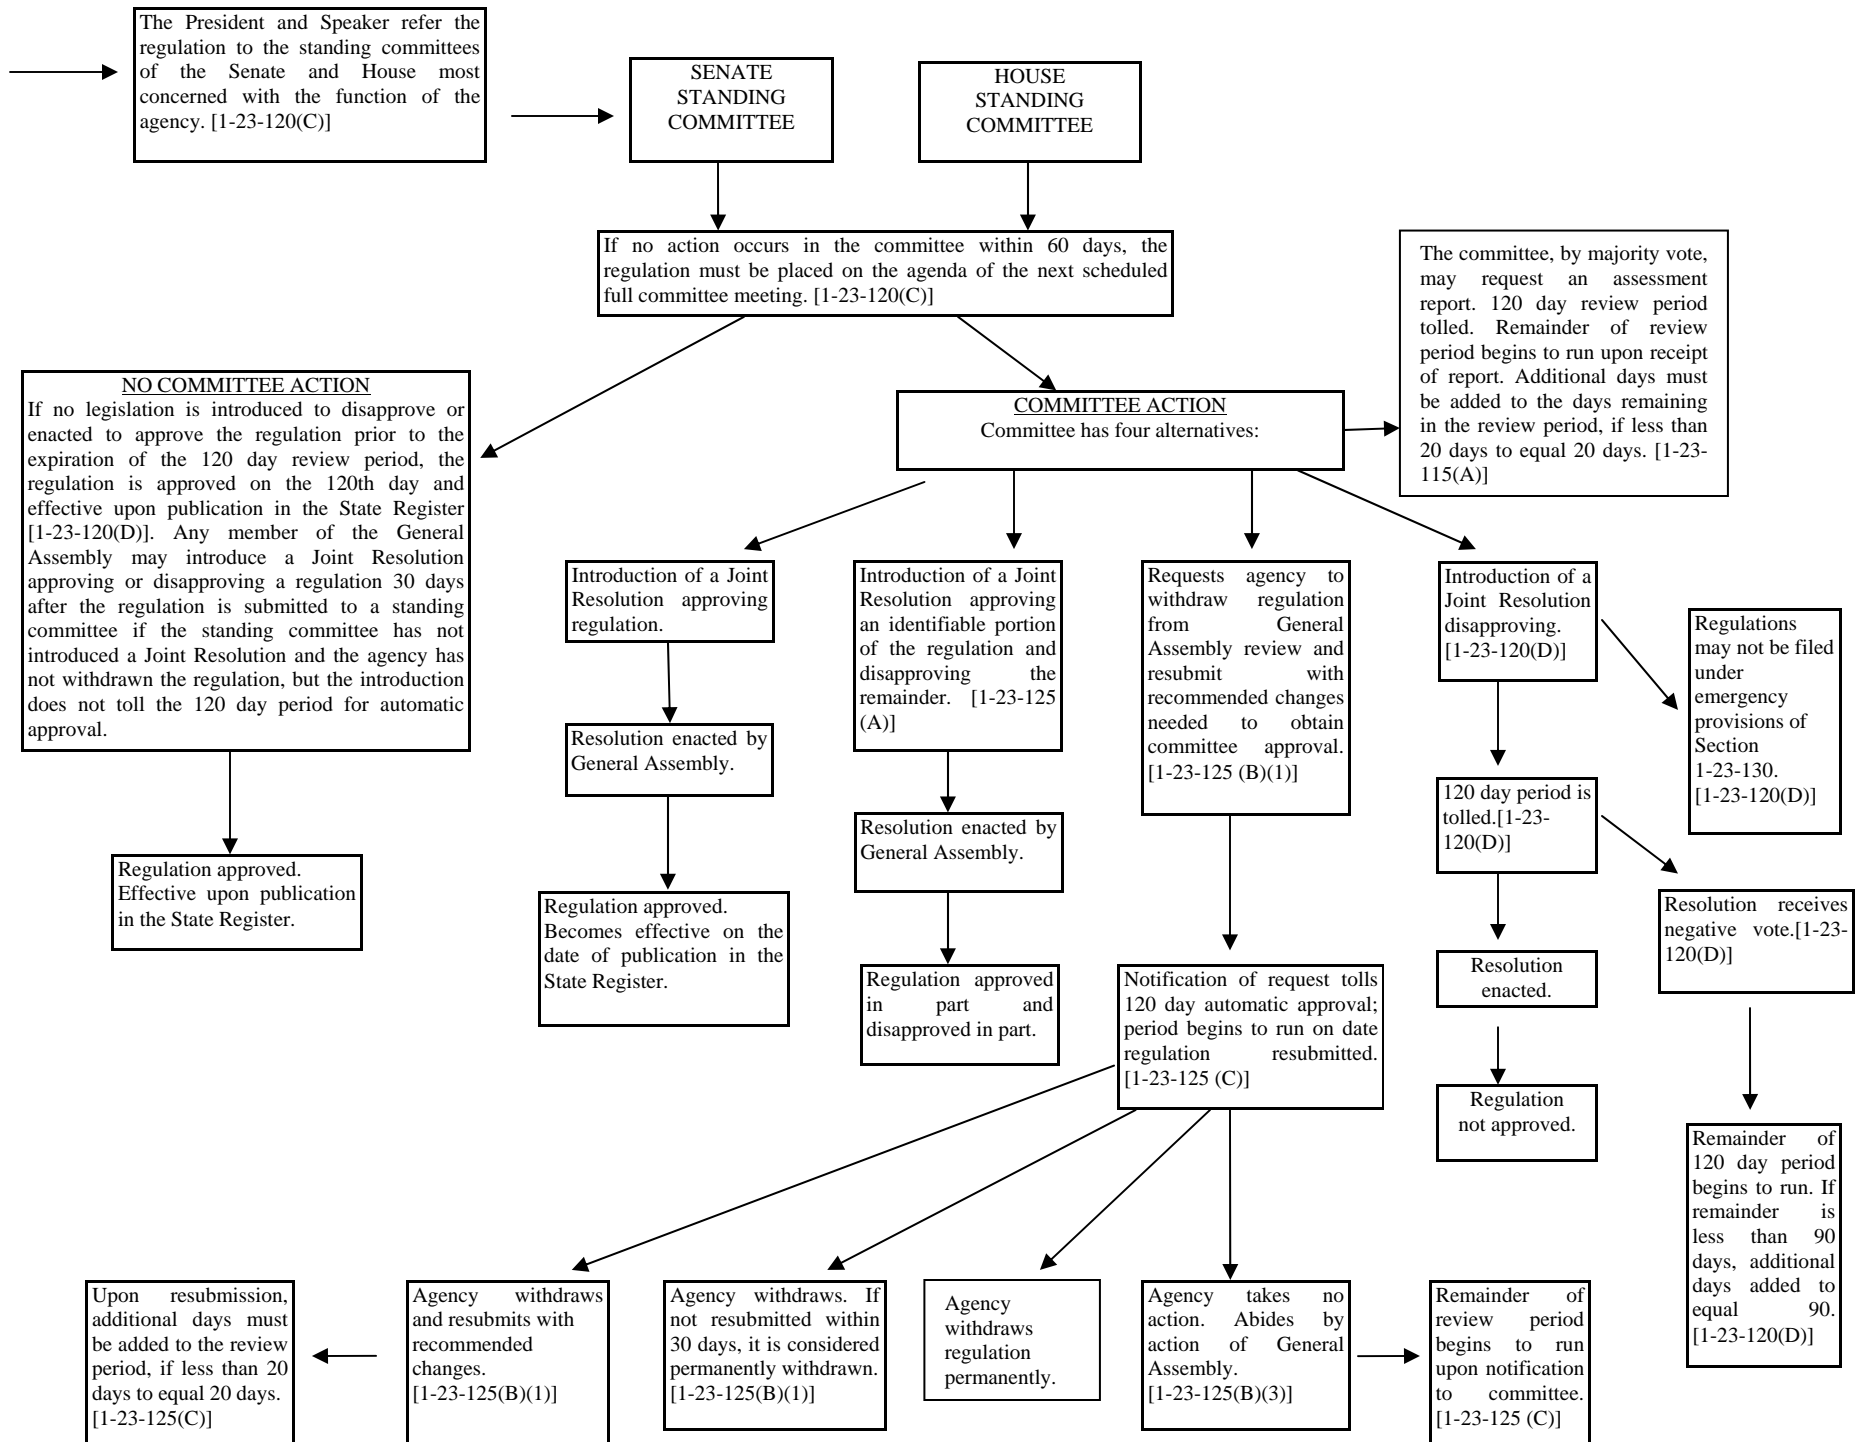 The President and Speaker refer the
regulation to the standing committees
of the Senate and House most
concerned with the function of the
agency. [1-23-120(C)]
SENATE
STANDING
COMMITTEE
HOUSE
STANDING
COMMITTEE
If no action occurs in the committee within 60 days, the
regulation must be placed on the agenda of the next scheduled
full committee meeting. [1-23-120(C)]
The committee, by majority vote,
may request an assessment
report. 120 day review period
tolled. Remainder of review
period begins to run upon receipt
of report. Additional days must
be added to the days remaining
in the review period, if less than
20 days to equal 20 days. [1-23-
115(A)]
NO COMMITTEE ACTION
If no legislation is introduced to disapprove or
enacted to approve the regulation prior to the
expiration of the 120 day review period, the
regulation is approved on the 120th day and
effective upon publication in the State Register
[1-23-120(D)]. Any member of the General
Assembly may introduce a Joint Resolution
approving or disapproving a regulation 30 days
after the regulation is submitted to a standing
committee if the standing committee has not
introduced a Joint Resolution and the agency has
not withdrawn the regulation, but the introduction
does not toll the 120 day period for automatic
approval.
COMMITTEE ACTION
Committee has four alternatives:
Introduction of a Joint
Resolution approving
regulation.
Introduction of a Joint
Resolution approving
an identifiable portion
of the regulation and
disapproving the
remainder. [1-23-125
(A)]
Requests agency to
withdraw regulation
from General
Assembly review and
resubmit with
recommended changes
needed to obtain
committee approval.
[1-23-125 (B)(1)]
Introduction of a
Joint Resolution
disapproving.
[1-23-120(D)]
Regulations
may not be filed
under
emergency
provisions of
Section
1-23-130.
[1-23-120(D)]
Resolution enacted by
General Assembly.
Resolution enacted by
General Assembly.
120 day period is
tolled.[1-23-
120(D)]
Regulation approved.
Effective upon publication
in the State Register.
Regulation approved.
Becomes effective on the
date of publication in the
State Register.
Resolution receives
negative vote.[1-23-
120(D)]
Regulation approved
in part and
disapproved in part.
Notification of request tolls
120 day automatic approval;
period begins to run on date
regulation resubmitted.
[1-23-125 (C)]
Resolution
enacted.
Regulation
not approved.
Remainder of
120 day period
begins to run. If
remainder is
less than 90
days, additional
days added to
equal 90.
[1-23-120(D)]
Upon resubmission,
additional days must
be added to the review
period, if less than 20
days to equal 20 days.
[1-23-125(C)]
Agency withdraws
and resubmits with
recommended
changes.
[1-23-125(B)(1)]
Agency withdraws. If
not resubmitted within
30 days, it is considered
permanently withdrawn.
[1-23-125(B)(1)]
Agency
withdraws
regulation
permanently.
Agency takes no
action. Abides by
action of General
Assembly.
[1-23-125(B)(3)]
Remainder of
review period
begins to run
upon notification
to committee.
[1-23-125 (C)]